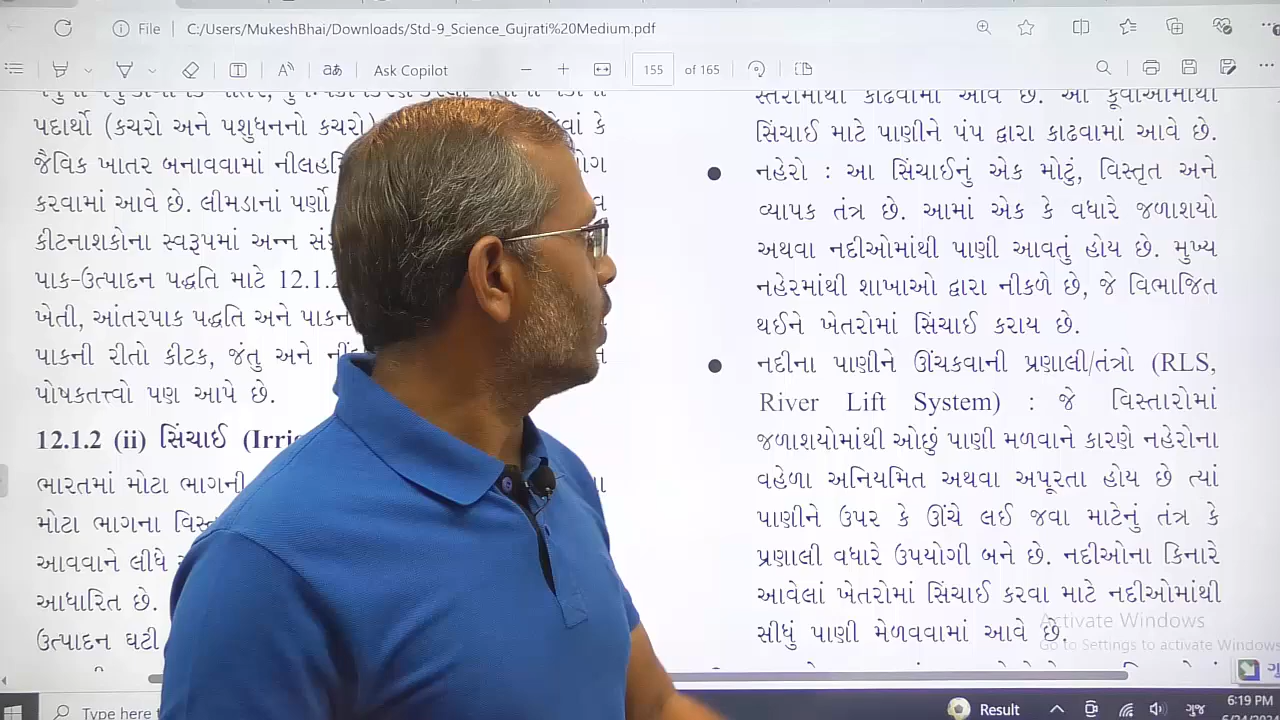 File C:/Users/MukeshBhai/Downloads/Std-9_Science_Gujrati%20Medium.pdf
Ask Copilot 155 of 165
પદાર્થો (કચરો અને પશુધનનો કચરો)
જૈવિક ખાતર બનાવવામાં
કરવામાં આવે છે. લીમડાનાં પર્ણો
કીટનાશકોના સ્વરૂપમાં અન્ન
પાક-ઉત્પાદન પદ્ધતિ માટે 12.1.2
ખેતી, આંતરપાક પદ્ધતિ અને
પાકની રીતો કીટક, જંતુ અને
પોષકતત્ત્વો પણ આપે છે.
12.1.2 (ii) સિંચાઈ
ભારતમાં મોટા ભાગની
મોટા ભાગના
આવવાને લીધે
આધારિત છે.
ઉત્પાદન ઘટી
સ્તરોમાંથી કાઢવામાં આવે છે. આ કૂવાઓમાંથી
સિંચાઈ માટે પાણીને પંપ દ્વારા કાઢવામાં આવે છે.
● નહેરો : આ સિંચાઈનું એક મોટું, વિસ્તૃત અને
વ્યાપક તંત્ર છે. આમાં એક કે વધારે જળાશયો
અથવા નદીઓમાંથી પાણી આવતું હોય છે. મુખ્ય
નહેરમાંથી શાખાઓ દ્વારા નીકળે છે, જે વિભાજિત
થઈને ખેતરોમાં સિંચાઈ કરાય છે.
● નદીના પાણીને ઊંચકવાની પ્રણાલી/તંત્રો (RLS,
River Lift System) : જે વિસ્તારોમાં
જળાશયોમાંથી ઓછું પાણી મળવાને કારણે નહેરોના
વહેળા અનિયમિત અથવા અપૂરતા હોય છે ત્યાં
પાણીને ઉપર કે ઊંચે લઈ જવા માટેનું તંત્ર કે
પ્રણાલી વધારે ઉપયોગી બને છે. નદીઓના કિનારે
આવેલાં ખેતરોમાં સિંચાઈ કરવા માટે નદીઓમાંથી
સીધું પાણી મેળવવામાં આવે છે.
Activate Windows
Go to Settings to activate Windows
Type here
Result ગુજ 6:19 PM